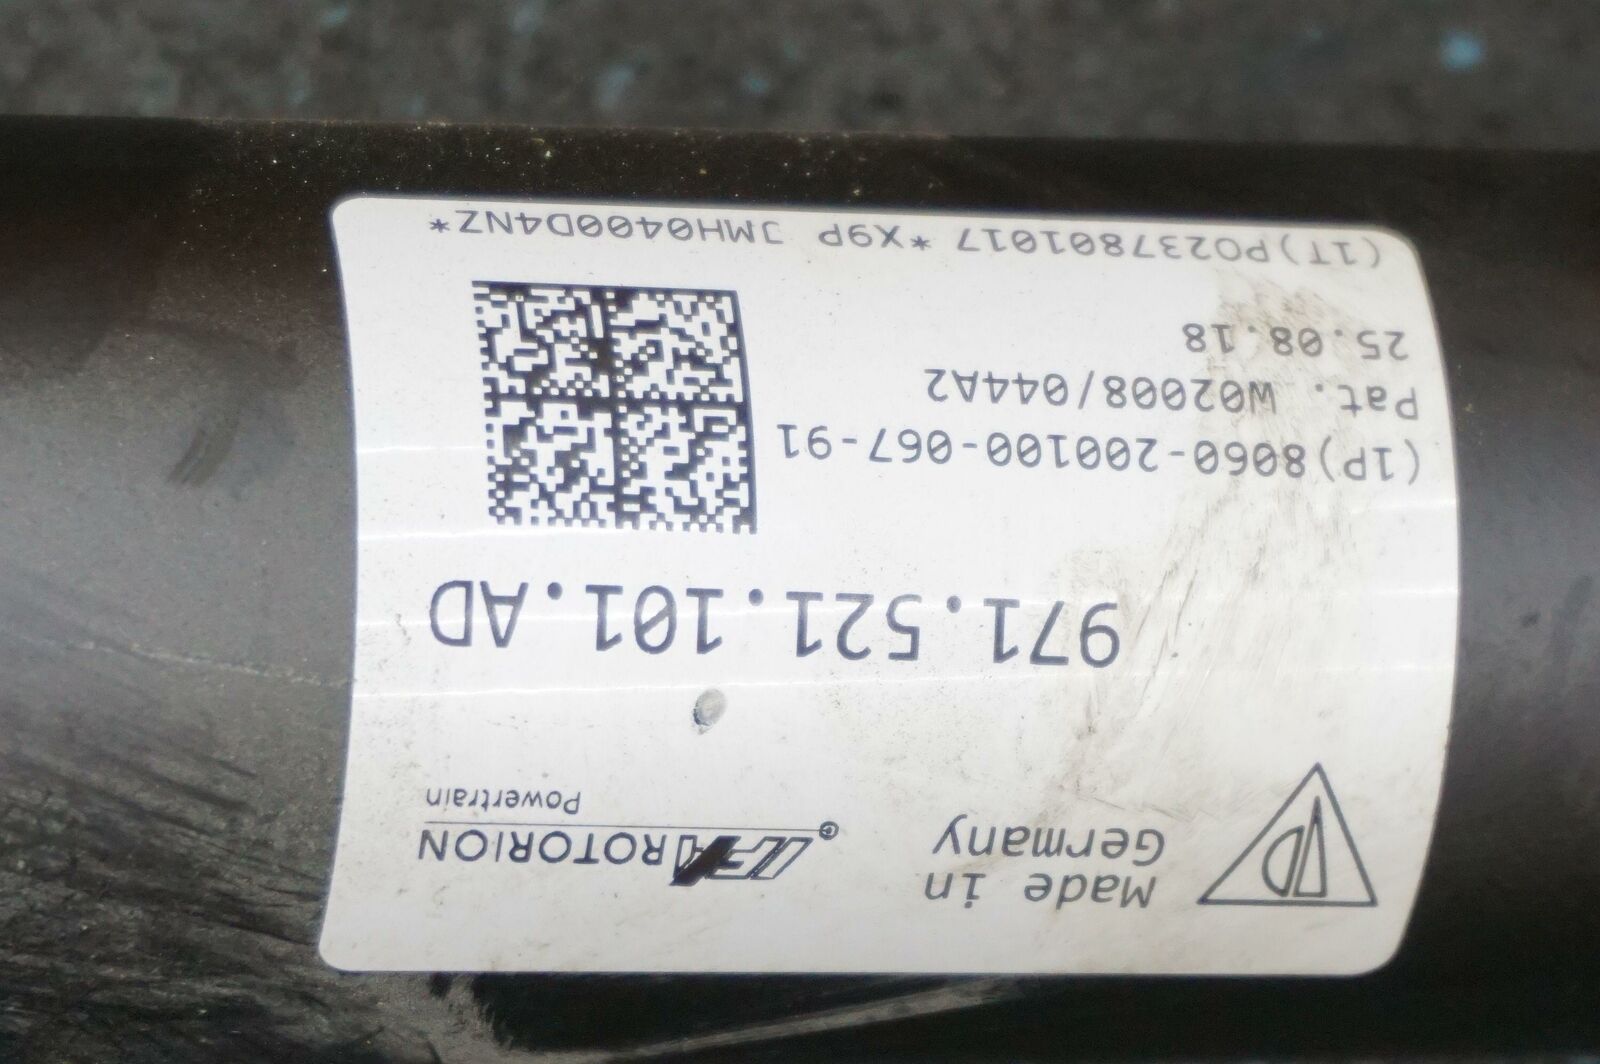 Made in
Germany
IFA ROTORION
Powertrain
971.521.101.AD
(1P)8060-200100-067-91
Pat. WO2008/044A2
25.08.18
(1T)PO237801017 *X9P JMH0400D4NZ*